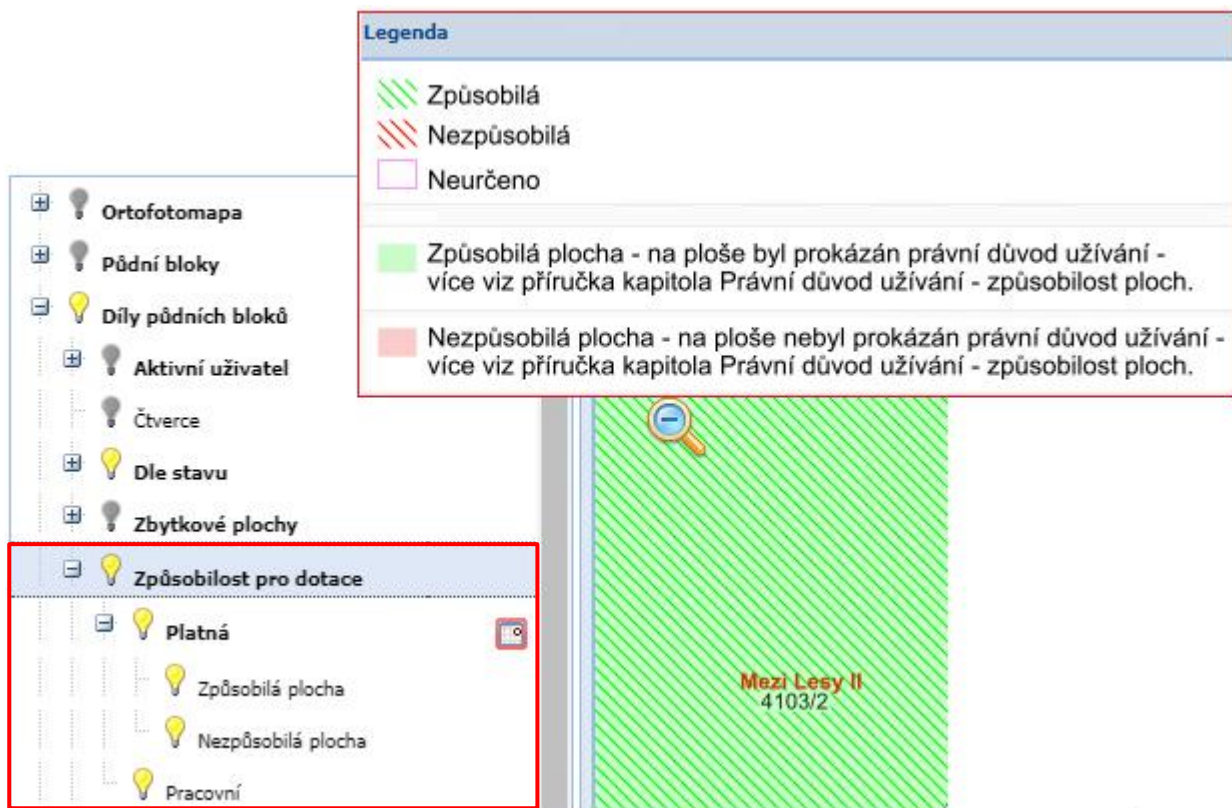 Legenda
Způsobilá
Nezpůsobilá
Neurčeno
Způsobilá plocha - na ploše byl prokázán právní důvod užívání -
více viz příručka kapitola Právní důvod užívání - způsobilost ploch.
Nezpůsobilá plocha - na ploše nebyl prokázán právní důvod užívání -
více viz příručka kapitola Právní důvod užívání - způsobilost ploch.
Ortofotomapa
Půdní bloky
Díly půdních bloků
Aktivní uživatel
Čtverce
Dle stavu
Zbytkové plochy
Způsobilost pro dotace
Platná
Způsobilá plocha
Nezpůsobilá plocha
Pracovní
Mezi Lesy II
4103/2